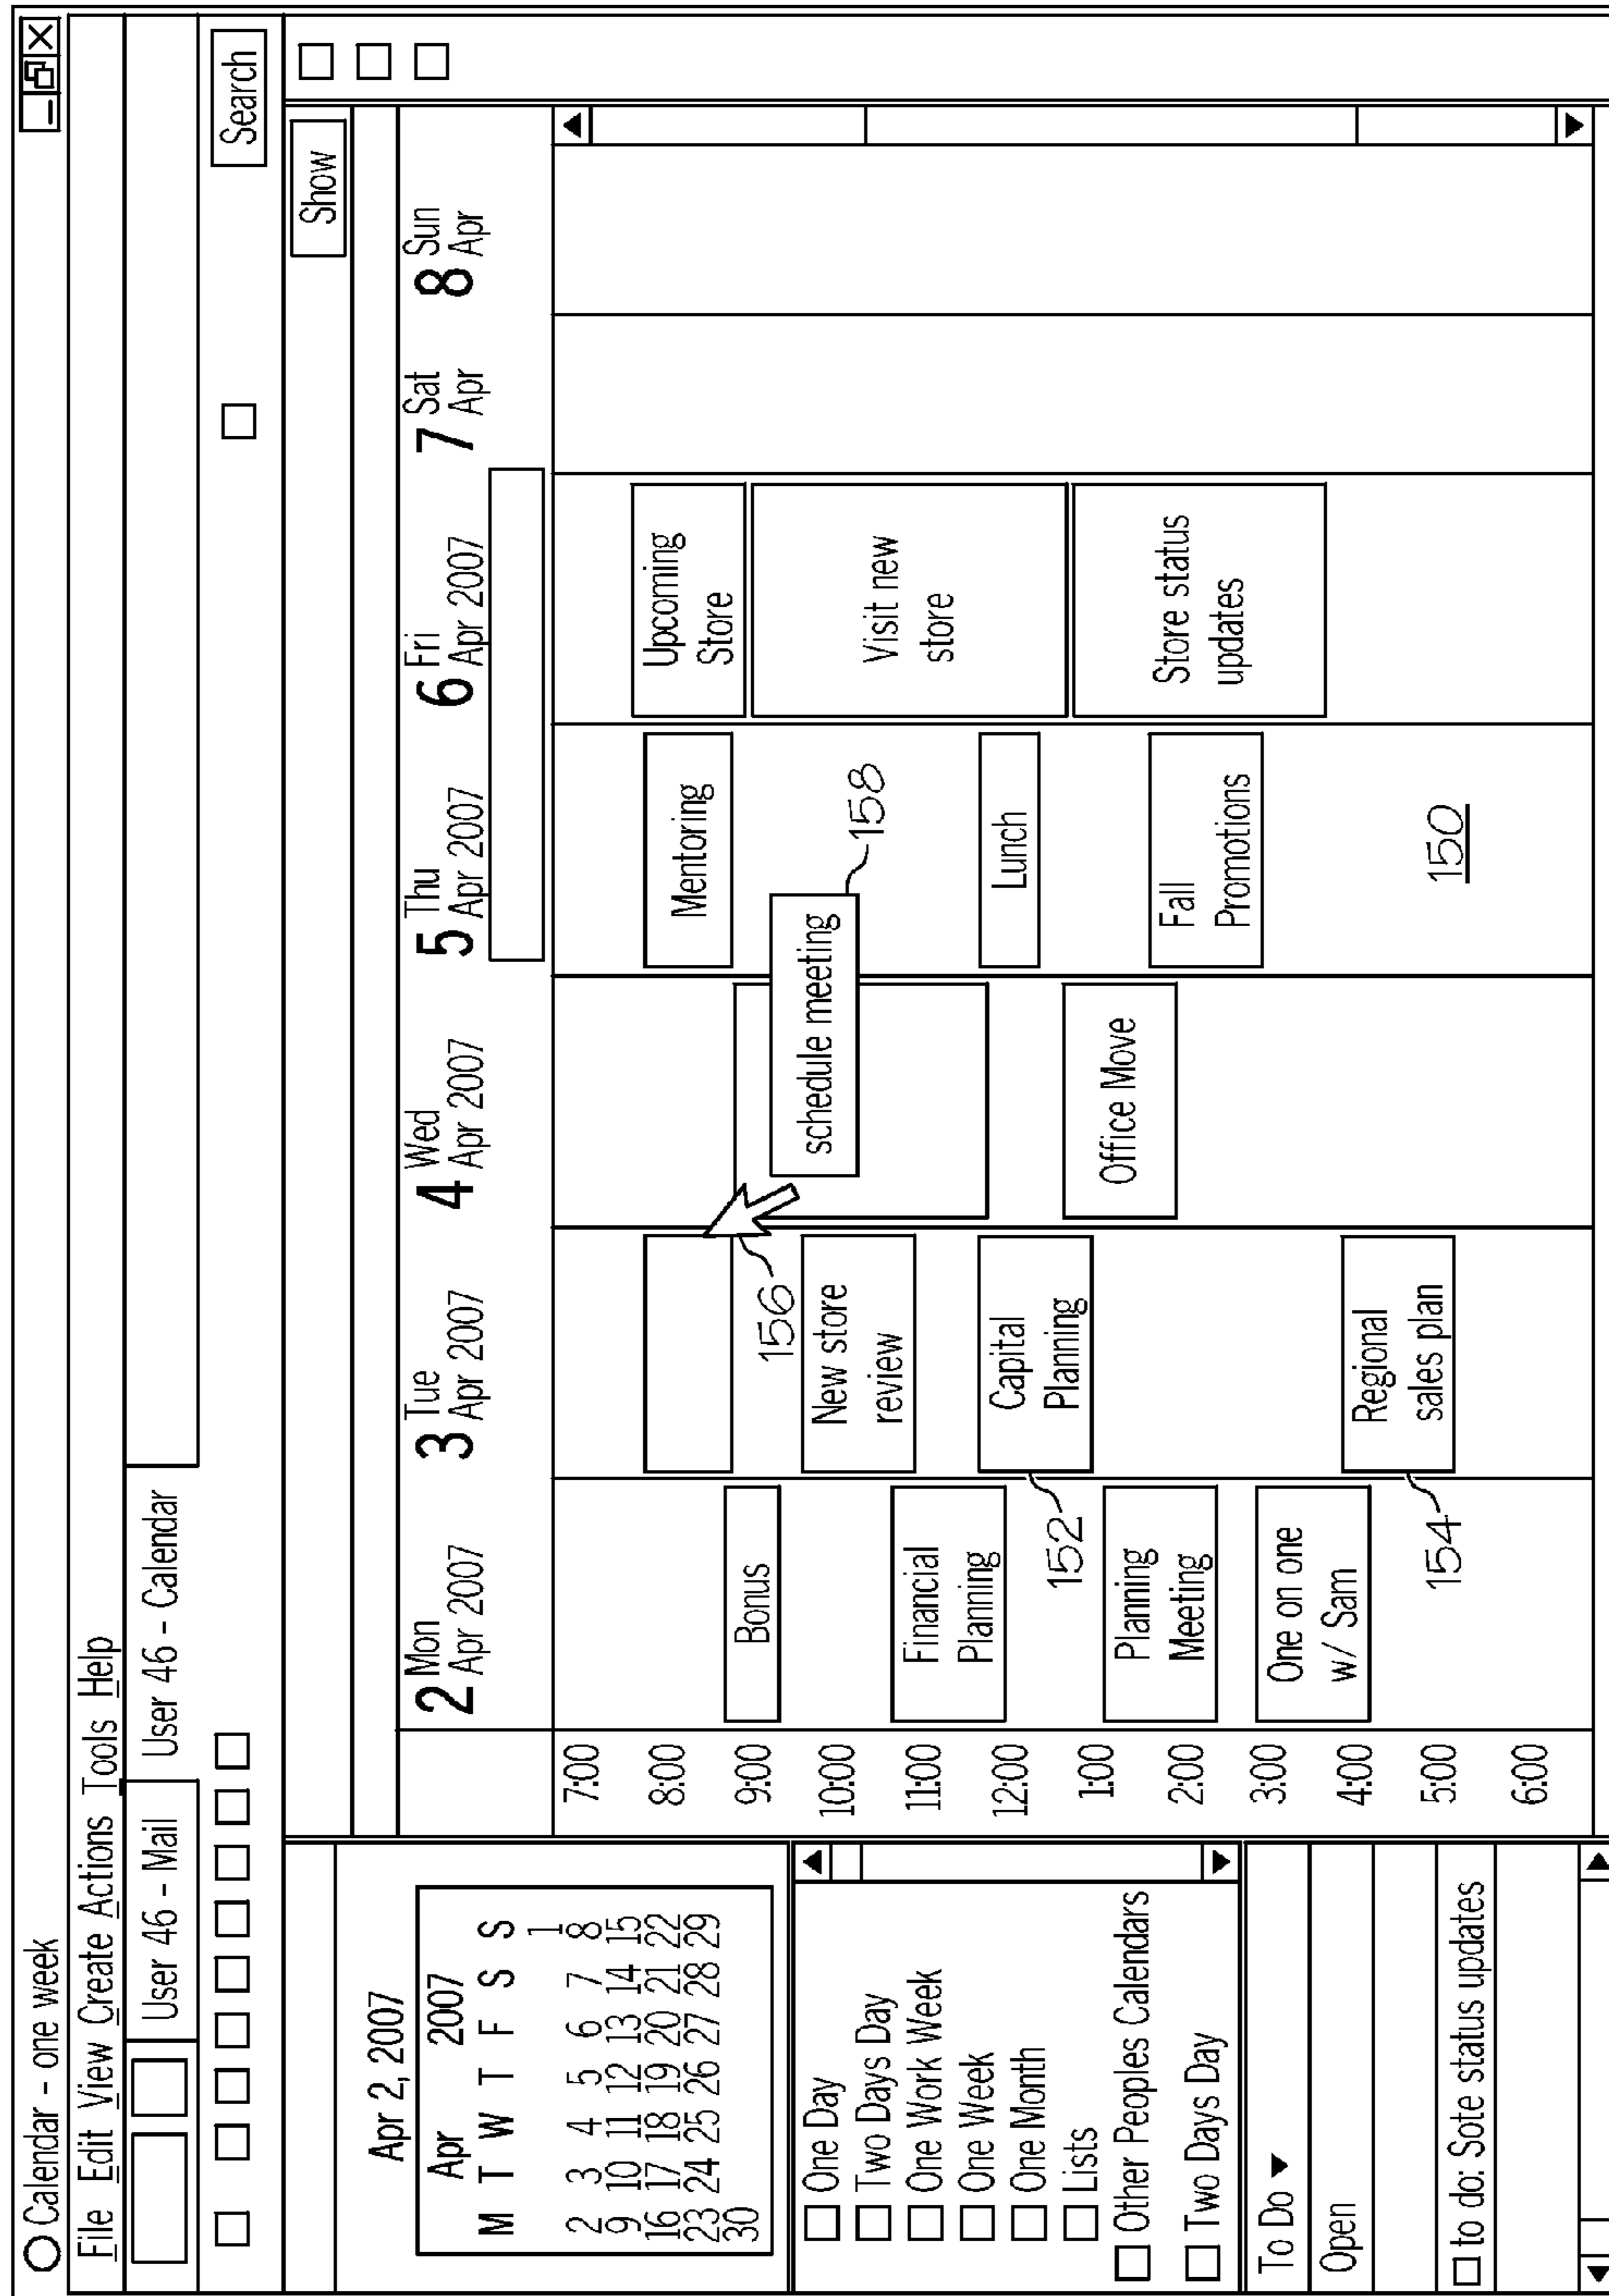 Calendar - one week
File Edit View Create Actions Tools Help
User 46 - Mail
User 46 - Calendar
Search
Show
Apr 2, 2007
Apr 2007
M T W T F S S
1
2 3 4 5 6 7 8
9 10 11 12 13 14 15
16 17 18 19 20 21 22
23 24 25 26 27 28 29
30
One Day
Two Days Day
One Work Week
One Week
One Month
Lists
Other Peoples Calendars
Two Days Day
To Do
Open
to do: Sote status updates
2 Mon
Apr 2007
3 Tue
Apr 2007
4 Wed
Apr 2007
5 Thu
Apr 2007
6 Fri
Apr 2007
7 Sat
Apr
8 Sun
Apr
7:00
8:00
9:00
10:00
11:00
12:00
1:00
2:00
3:00
4:00
5:00
6:00
Bonus
Financial
Planning
Planning
Meeting
One on one
w/ Sam
New store
review
Capital
Planning
Regional
sales plan
152
154
156
schedule meeting
158
Office Move
Mentoring
Lunch
Fall
Promotions
150
Upcoming
Store
Visit new
store
Store status
updates